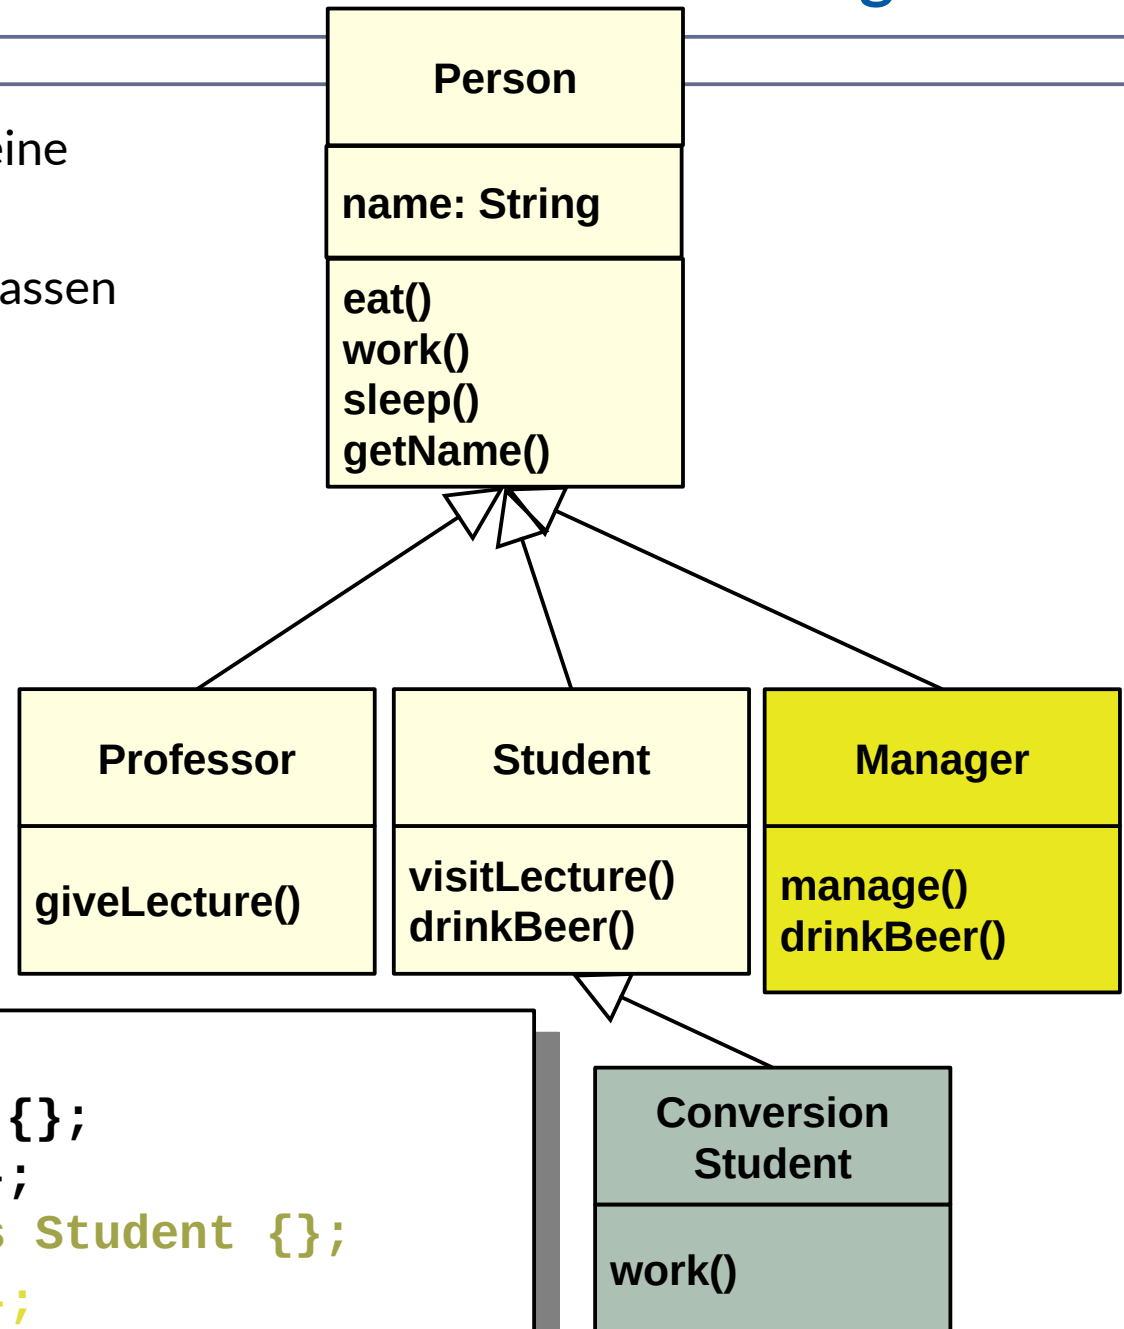 g
Person
eine
name: String
assen
eat()
work()
sleep()
getName()
Professor
Student
Manager
giveLecture()
visitLecture()
drinkBeer()
manage()
drinkBeer()
{};
};
s Student {};
};
Conversion
Student
work()